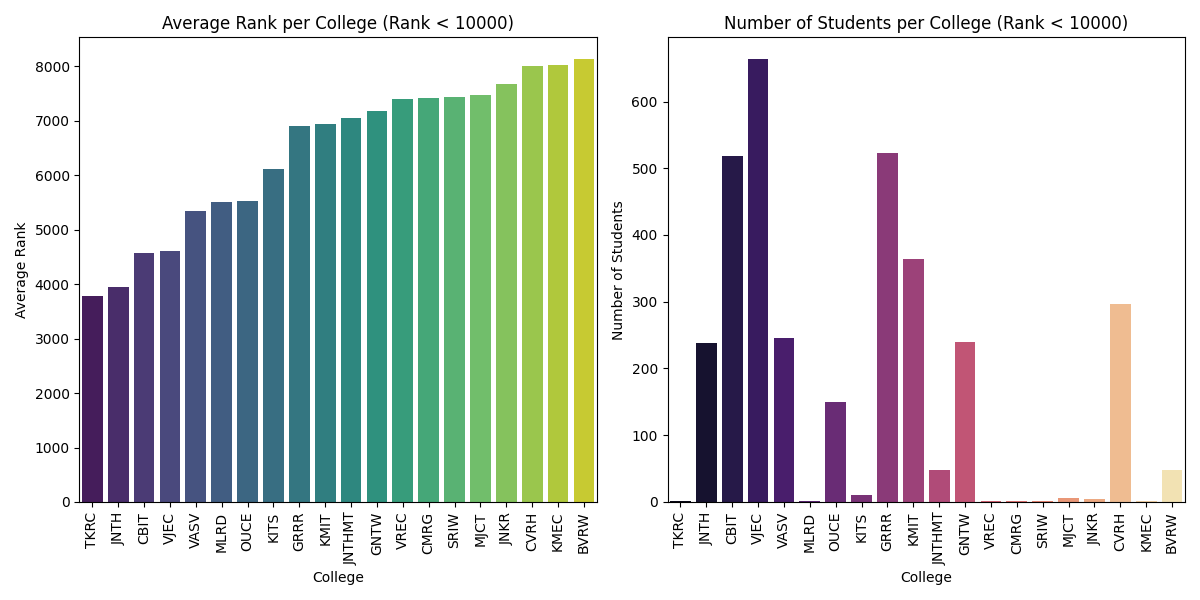 Average Rank per College (Rank < 10000)
Average Rank
8000
7000
6000
5000
4000
3000
2000
1000
0
TKRC
JNTH
CBIT
VJEC
VASV
MLRD
OUCE
KITS
GRRR
KMIT
JNTHMT
GNTW
VREC
CMRG
SRIW
MJCT
JNKR
CVRH
KMEC
BVRW
College
Number of Students per College (Rank < 10000)
Number of Students
600
500
400
300
200
100
0
TKRC
JNTH
CBIT
VJEC
VASV
MLRD
OUCE
KITS
GRRR
KMIT
JNTHMT
GNTW
VREC
CMRG
SRIW
MJCT
JNKR
CVRH
KMEC
BVRW
College